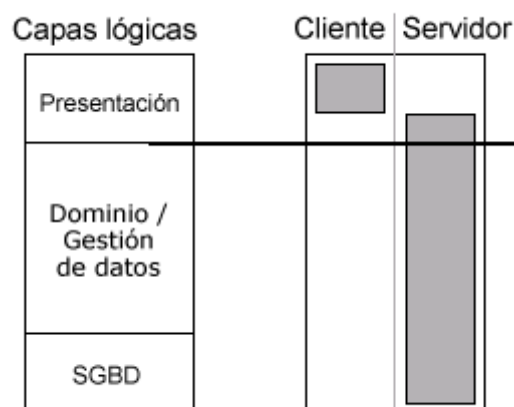 Capas lógicas
Cliente
Servidor
Presentación
Dominio /
Gestión
de datos
SGBD